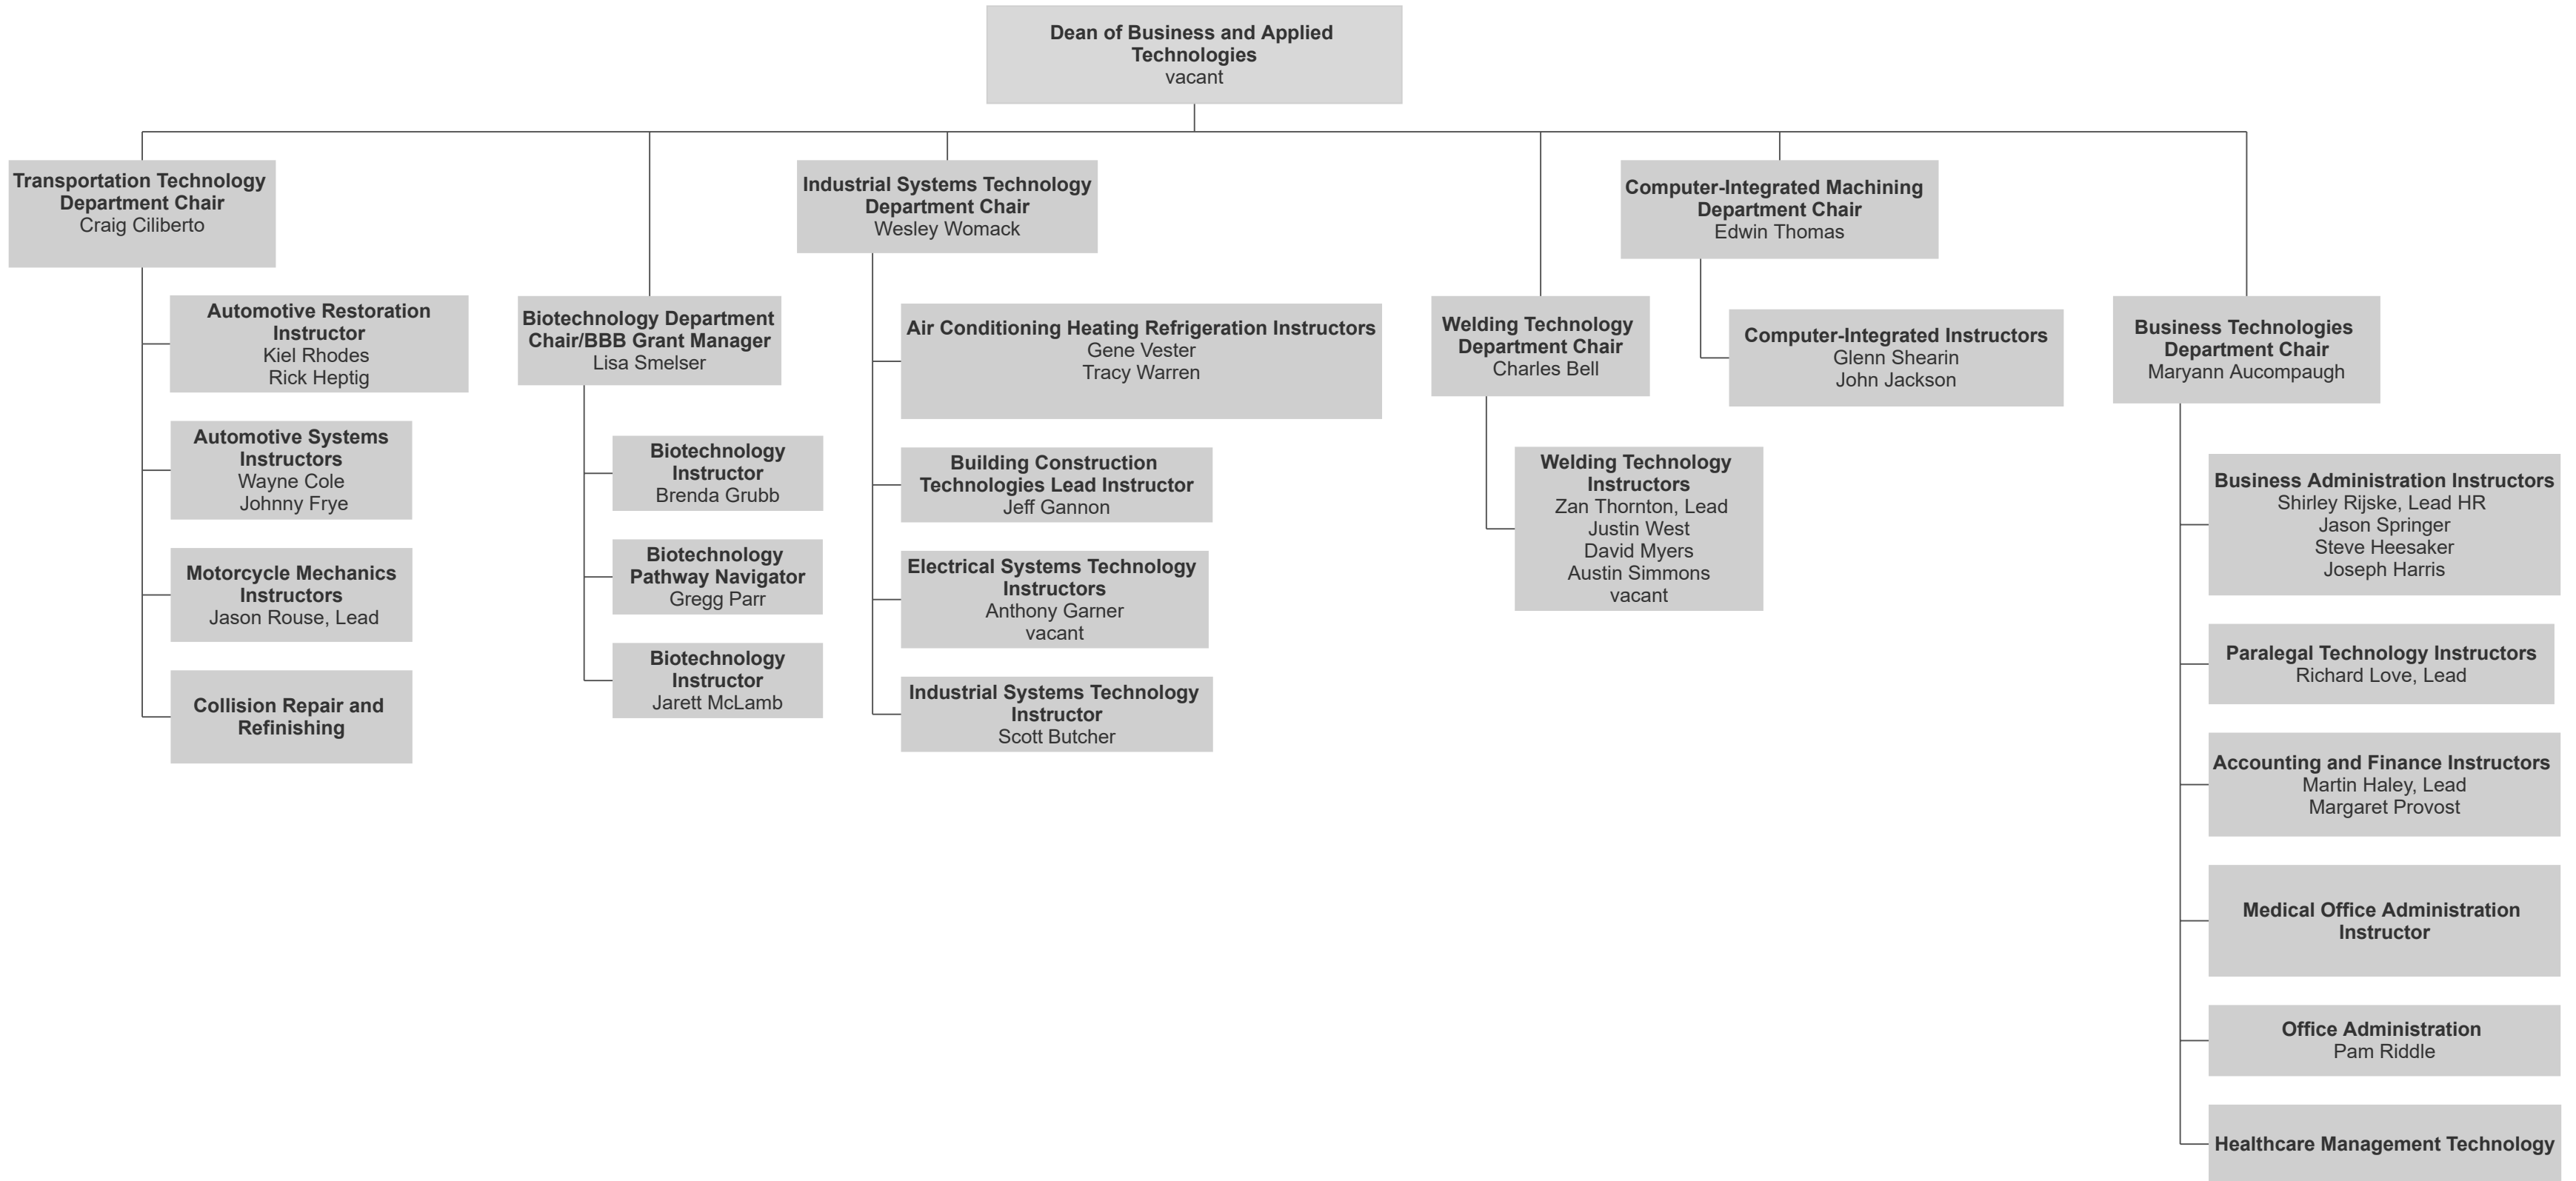 Dean of Business and Applied
Technologies
vacant
Transportation Technology
Department Chair
Craig Ciliberto
Automotive Restoration
Instructor
Kiel Rhodes
Rick Heptig
Automotive Systems
Instructors
Wayne Cole
Johnny Frye
Motorcycle Mechanics
Instructors
Jason Rouse, Lead
Collision Repair and
Refinishing
Biotechnology Department
Chair/BBB Grant Manager
Lisa Smelser
Biotechnology
Instructor
Brenda Grubb
Biotechnology
Pathway Navigator
Gregg Parr
Biotechnology
Instructor
Jarett McLamb
Industrial Systems Technology
Department Chair
Wesley Womack
Air Conditioning Heating Refrigeration Instructors
Gene Vester
Tracy Warren
Building Construction
Technologies Lead Instructor
Jeff Gannon
Electrical Systems Technology
Instructors
Anthony Garner
vacant
Industrial Systems Technology
Instructor
Scott Butcher
Welding Technology
Department Chair
Charles Bell
Welding Technology
Instructors
Zan Thornton, Lead
Justin West
David Myers
Austin Simmons
vacant
Computer-Integrated Machining
Department Chair
Edwin Thomas
Computer-Integrated Instructors
Glenn Shearin
John Jackson
Business Technologies
Department Chair
Maryann Aucompaugh
Business Administration Instructors
Shirley Rijske, Lead HR
Jason Springer
Steve Heesaker
Joseph Harris
Paralegal Technology Instructors
Richard Love, Lead
Accounting and Finance Instructors
Martin Haley, Lead
Margaret Provost
Medical Office Administration
Instructor
Office Administration
Pam Riddle
Healthcare Management Technology